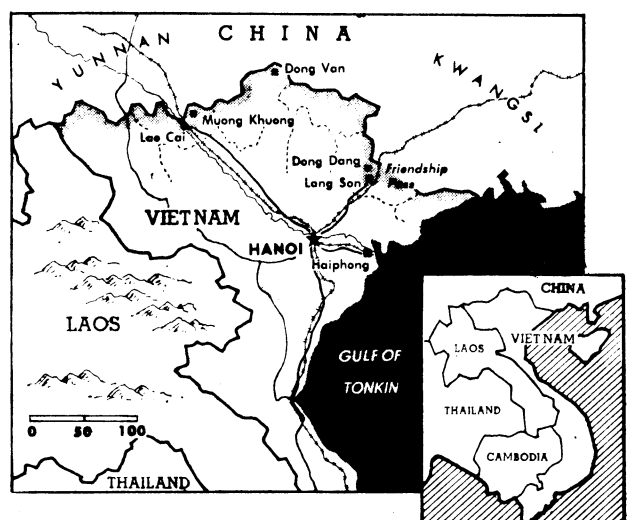 CHINA
YUNNAN
KWANGSI
Dong Van
Muong Khuong
Lao Cai
Dong Dang
Friendship
Pass
Lang Son
VIETNAM
HANOI
Haiphong
LAOS
GULF OF
TONKIN
0 50 100
THAILAND
CHINA
VIETNAM
LAOS
THAILAND
CAMBODIA